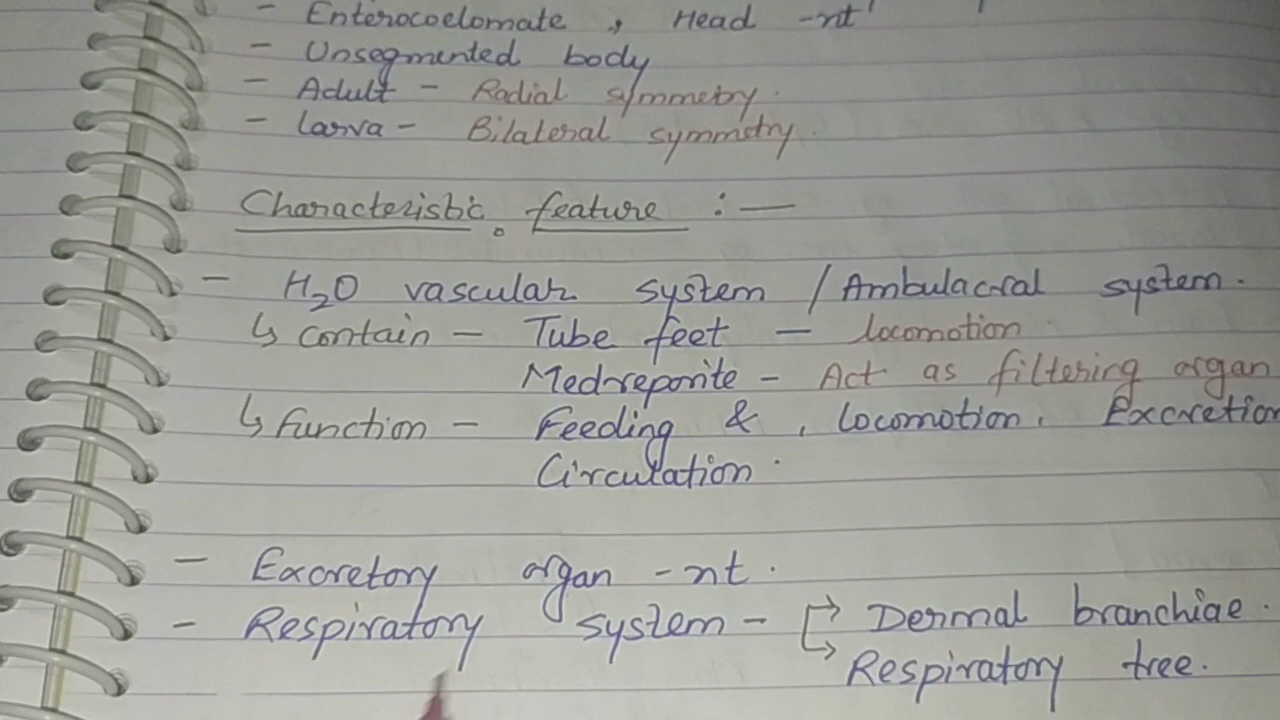 - Enterocoelomate , Head -nt
- Unsegmented body
- Adult - Radial symmetry.
- larva - Bilateral symmetry.
Characteristic feature :-
- H2O vascular system / Ambulacral system.
↳ contain - Tube feet - locomotion
Medreporite - Act as filtering organ
↳ function - Feeding & , locomotion, Excretion
Circulation.
- Excretory organ -nt.
- Respiratory system - → Dermal branchiae.
→ Respiratory tree.